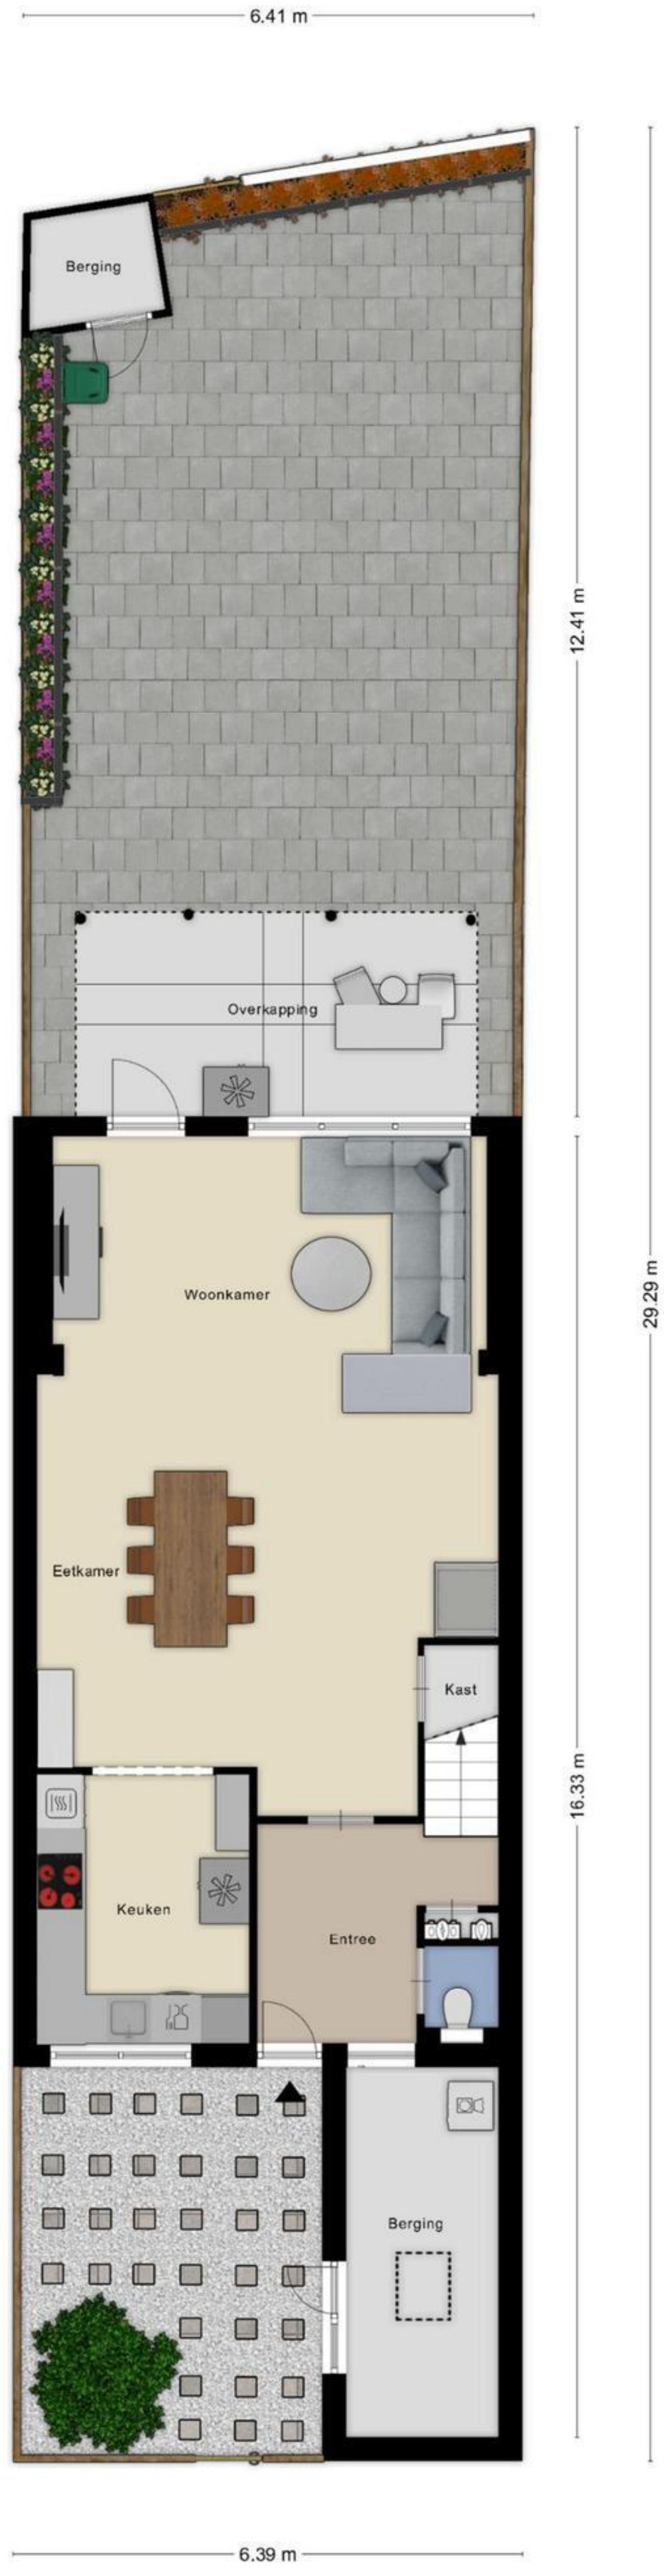 6.41 m
Berging
12.41 m
Overkapping
29.29 m
Woonkamer
Eetkamer
Kast
16.33 m
Keuken
Entree
Berging
6.39 m